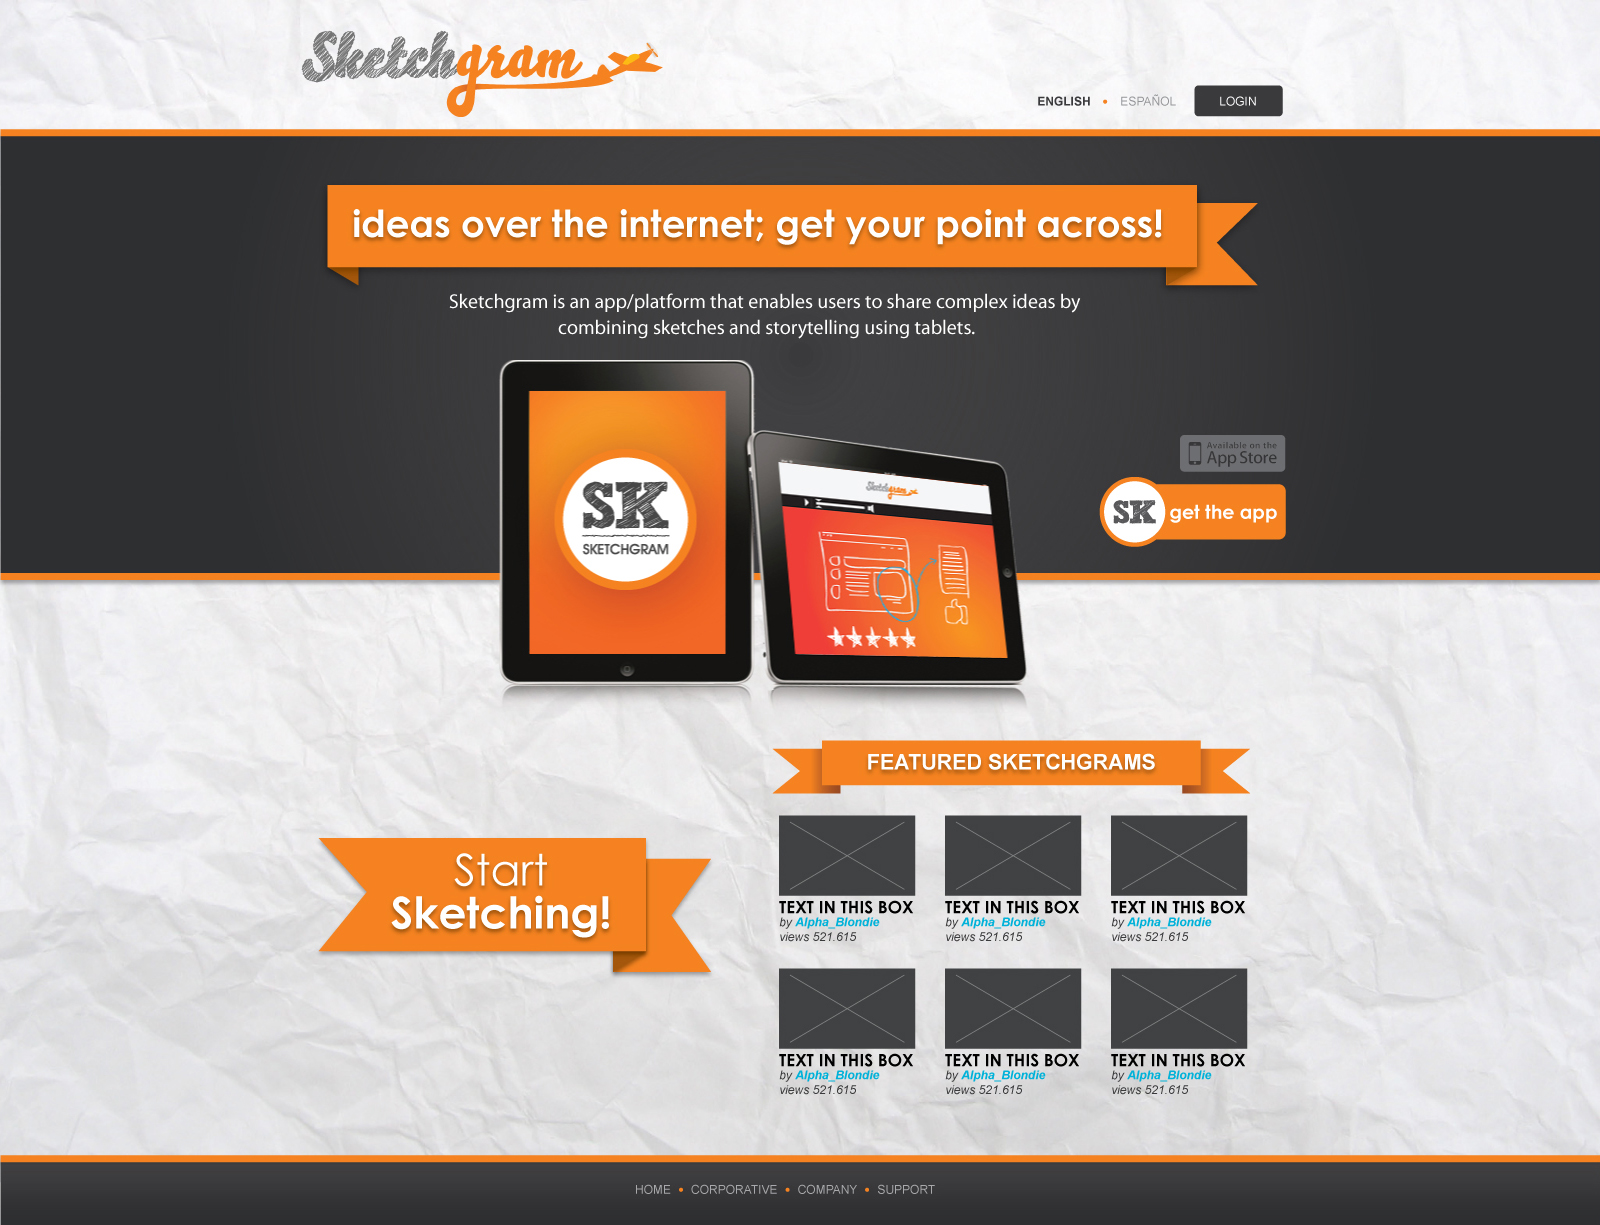 Sketchgram
ENGLISH • ESPAÑOL
LOGIN
ideas over the internet; get your point across!
Sketchgram is an app/platform that enables users to share complex ideas by
combining sketches and storytelling using tablets.
SK
SKETCHGRAM
Sketchgram
Available on the
App Store
SK get the app
FEATURED SKETCHGRAMS
Start
Sketching!
TEXT IN THIS BOX
by Alpha_Blondie
views 521.615
TEXT IN THIS BOX
by Alpha_Blondie
views 521.615
TEXT IN THIS BOX
by Alpha_Blondie
views 521.615
TEXT IN THIS BOX
by Alpha_Blondie
views 521.615
TEXT IN THIS BOX
by Alpha_Blondie
views 521.615
TEXT IN THIS BOX
by Alpha_Blondie
views 521.615
HOME • CORPORATIVE • COMPANY • SUPPORT